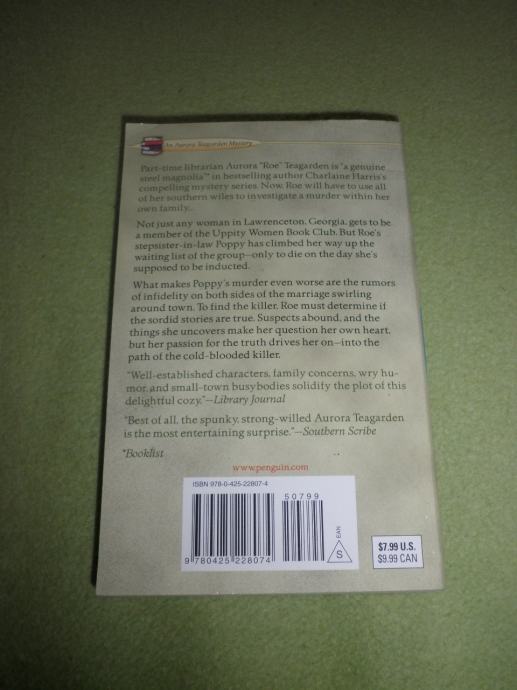 An Aurora Teagarden Mystery
Part-time librarian Aurora "Roe" Teagarden is "a genuine
steel magnolia"* in bestselling author Charlaine Harris's
compelling mystery series. Now, Roe will have to use all
of her southern wiles to investigate a murder within her
own family...
Not just any woman in Lawrenceton, Georgia, gets to
be a member of the Uppity Women Book Club. But Roe's
stepsister-in-law Poppy has climbed her way up the
waiting list of the group—only to die on the day she's
supposed to be inducted.
What makes Poppy's murder even worse are the rumors
of infidelity on both sides of the marriage swirling
around town. To find the killer, Roe must determine if
the sordid stories are true. Suspects abound, and the
things she uncovers make her question her own heart,
but her passion for the truth drives her on—into the
path of the cold-blooded killer.
"Well-established characters, family concerns, wry hu-
mor, and small-town busybodies solidify the plot of this
delightful cozy."—Library Journal
"Best of all, the spunky, strong-willed Aurora Teagarden
is the most entertaining surprise."—Southern Scribe
*Booklist
www.penguin.com
ISBN 978-0-425-22807-4
50799
9 780425 228074
EAN
S
$7.99 U.S.
$9.99 CAN